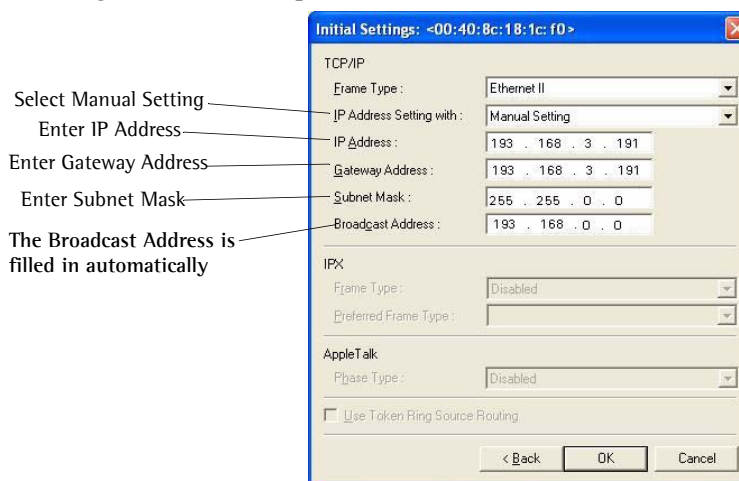 Initial Settings: <00:40:8c:18:1c:f0>
TCP/IP
Select Manual Setting
Enter IP Address
Enter Gateway Address
Enter Subnet Mask
The Broadcast Address is
filled in automatically
Frame Type : Ethernet II
IP Address Setting with : Manual Setting
IP Address : 193 . 168 . 3 . 191
Gateway Address : 193 . 168 . 3 . 191
Subnet Mask : 255 . 255 . 0 . 0
Broadcast Address : 193 . 168 . 0 . 0
IPX
Frame Type : Disabled
Preferred Frame Type :
AppleTalk
Phase Type : Disabled
Use Token Ring Source Routing
< Back OK Cancel